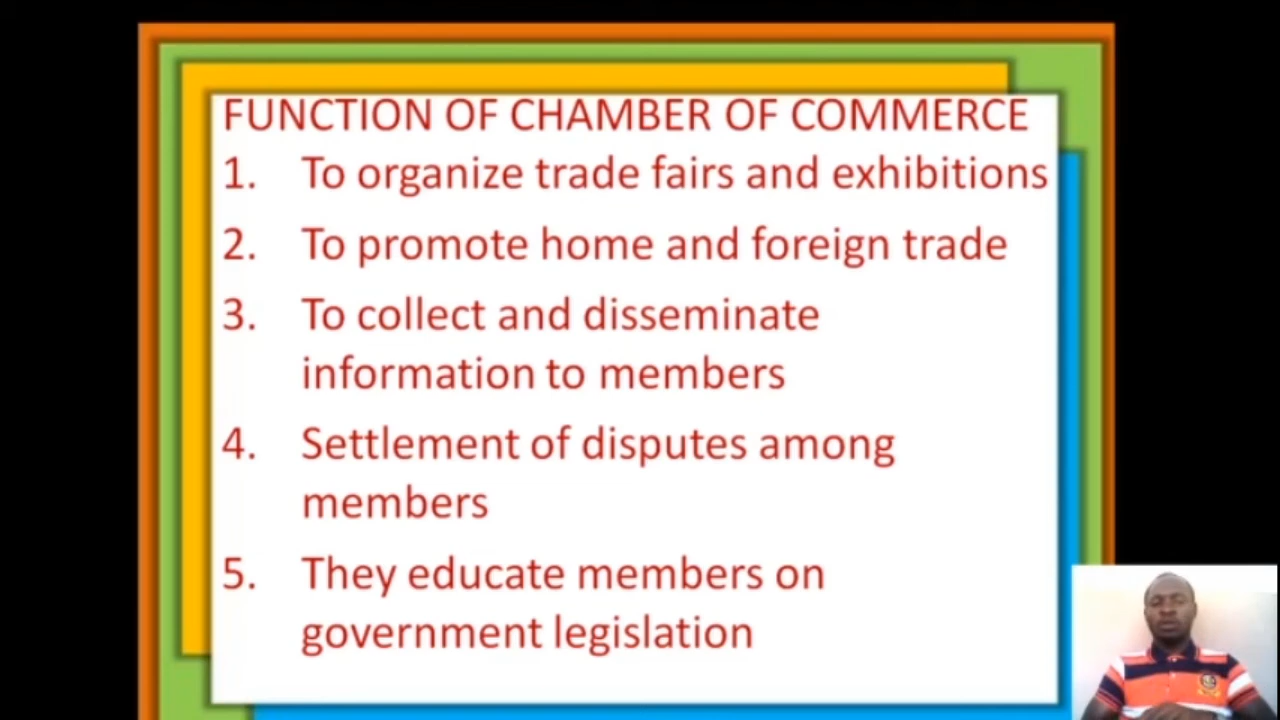 FUNCTION OF CHAMBER OF COMMERCE
1. To organize trade fairs and exhibitions
2. To promote home and foreign trade
3. To collect and disseminate
information to members
4. Settlement of disputes among
members
5. They educate members on
government legislation